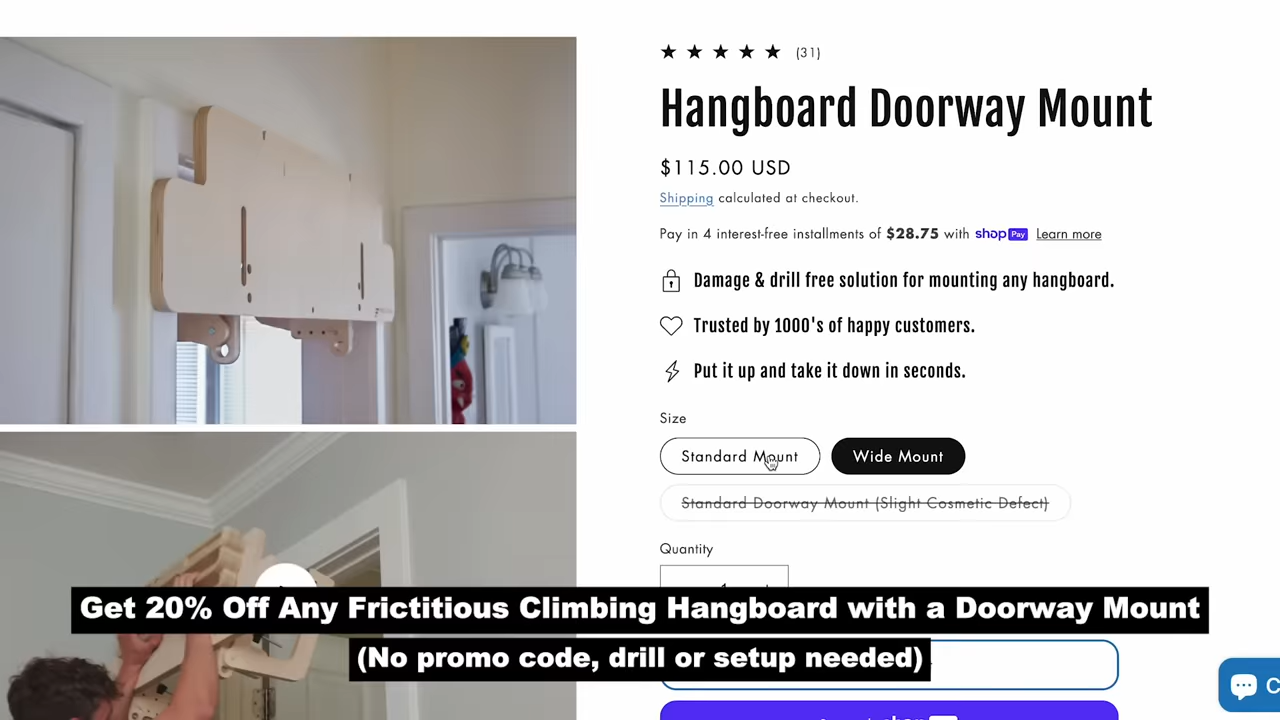 ★ ★ ★ ★ ★ (31)
Hangboard Doorway Mount
$115.00 USD
Shipping calculated at checkout.
Pay in 4 interest-free installments of $28.75 with shop Pay Learn more
Damage & drill free solution for mounting any hangboard.
Trusted by 1000's of happy customers.
Put it up and take it down in seconds.
Size
Standard Mount Wide Mount
Standard Doorway Mount (Slight Cosmetic Defect)
Quantity
Get 20% Off Any Frictitious Climbing Hangboard with a Doorway Mount
(No promo code, drill or setup needed)